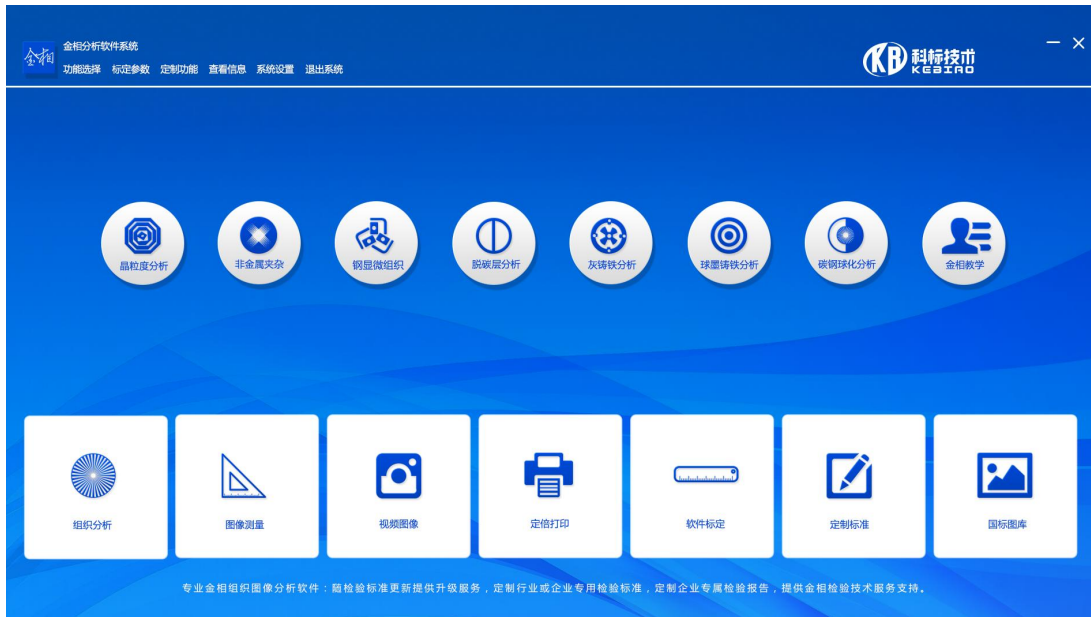 金相
金相分析软件系统
功能选择 标定参数 定制功能 查看信息 系统设置 退出系统
KB 科标技术
KEBIAO
晶粒度分析 非金属夹杂 钢显微组织 脱碳层分析 灰铸铁分析 球墨铸铁分析 碳钢球化分析 金相教学
组织分析 图像测量 视频图像 定倍打印 软件标定 定制标准 国标图库
专业金相组织图像分析软件：随检验标准更新提供升级服务，定制行业或企业专用检验标准，定制企业专属检验报告，提供金相检验技术服务支持。